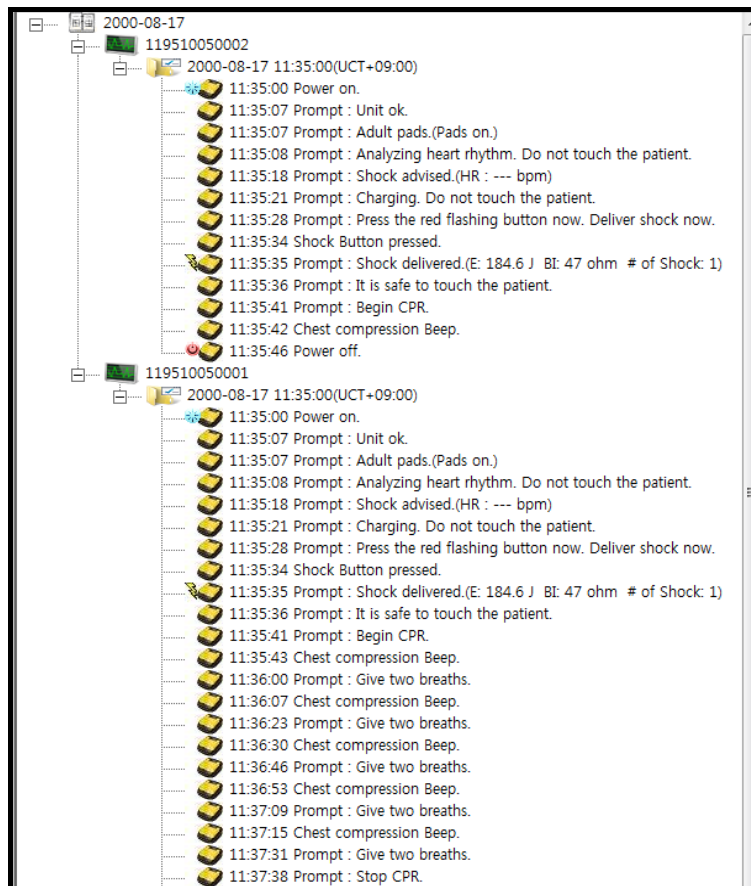 2000-08-17
119510050002
2000-08-17 11:35:00(UCT+09:00)
11:35:00 Power on.
11:35:07 Prompt : Unit ok.
11:35:07 Prompt : Adult pads.(Pads on.)
11:35:08 Prompt : Analyzing heart rhythm. Do not touch the patient.
11:35:18 Prompt : Shock advised.(HR : --- bpm)
11:35:21 Prompt : Charging. Do not touch the patient.
11:35:28 Prompt : Press the red flashing button now. Deliver shock now.
11:35:34 Shock Button pressed.
11:35:35 Prompt : Shock delivered.(E: 184.6 J  BI: 47 ohm  # of Shock: 1)
11:35:36 Prompt : It is safe to touch the patient.
11:35:41 Prompt : Begin CPR.
11:35:42 Chest compression Beep.
11:35:46 Power off.
119510050001
2000-08-17 11:35:00(UCT+09:00)
11:35:00 Power on.
11:35:07 Prompt : Unit ok.
11:35:07 Prompt : Adult pads.(Pads on.)
11:35:08 Prompt : Analyzing heart rhythm. Do not touch the patient.
11:35:18 Prompt : Shock advised.(HR : --- bpm)
11:35:21 Prompt : Charging. Do not touch the patient.
11:35:28 Prompt : Press the red flashing button now. Deliver shock now.
11:35:34 Shock Button pressed.
11:35:35 Prompt : Shock delivered.(E: 184.6 J  BI: 47 ohm  # of Shock: 1)
11:35:36 Prompt : It is safe to touch the patient.
11:35:41 Prompt : Begin CPR.
11:35:43 Chest compression Beep.
11:36:00 Prompt : Give two breaths.
11:36:07 Chest compression Beep.
11:36:23 Prompt : Give two breaths.
11:36:30 Chest compression Beep.
11:36:46 Prompt : Give two breaths.
11:36:53 Chest compression Beep.
11:37:09 Prompt : Give two breaths.
11:37:15 Chest compression Beep.
11:37:31 Prompt : Give two breaths.
11:37:38 Prompt : Stop CPR.